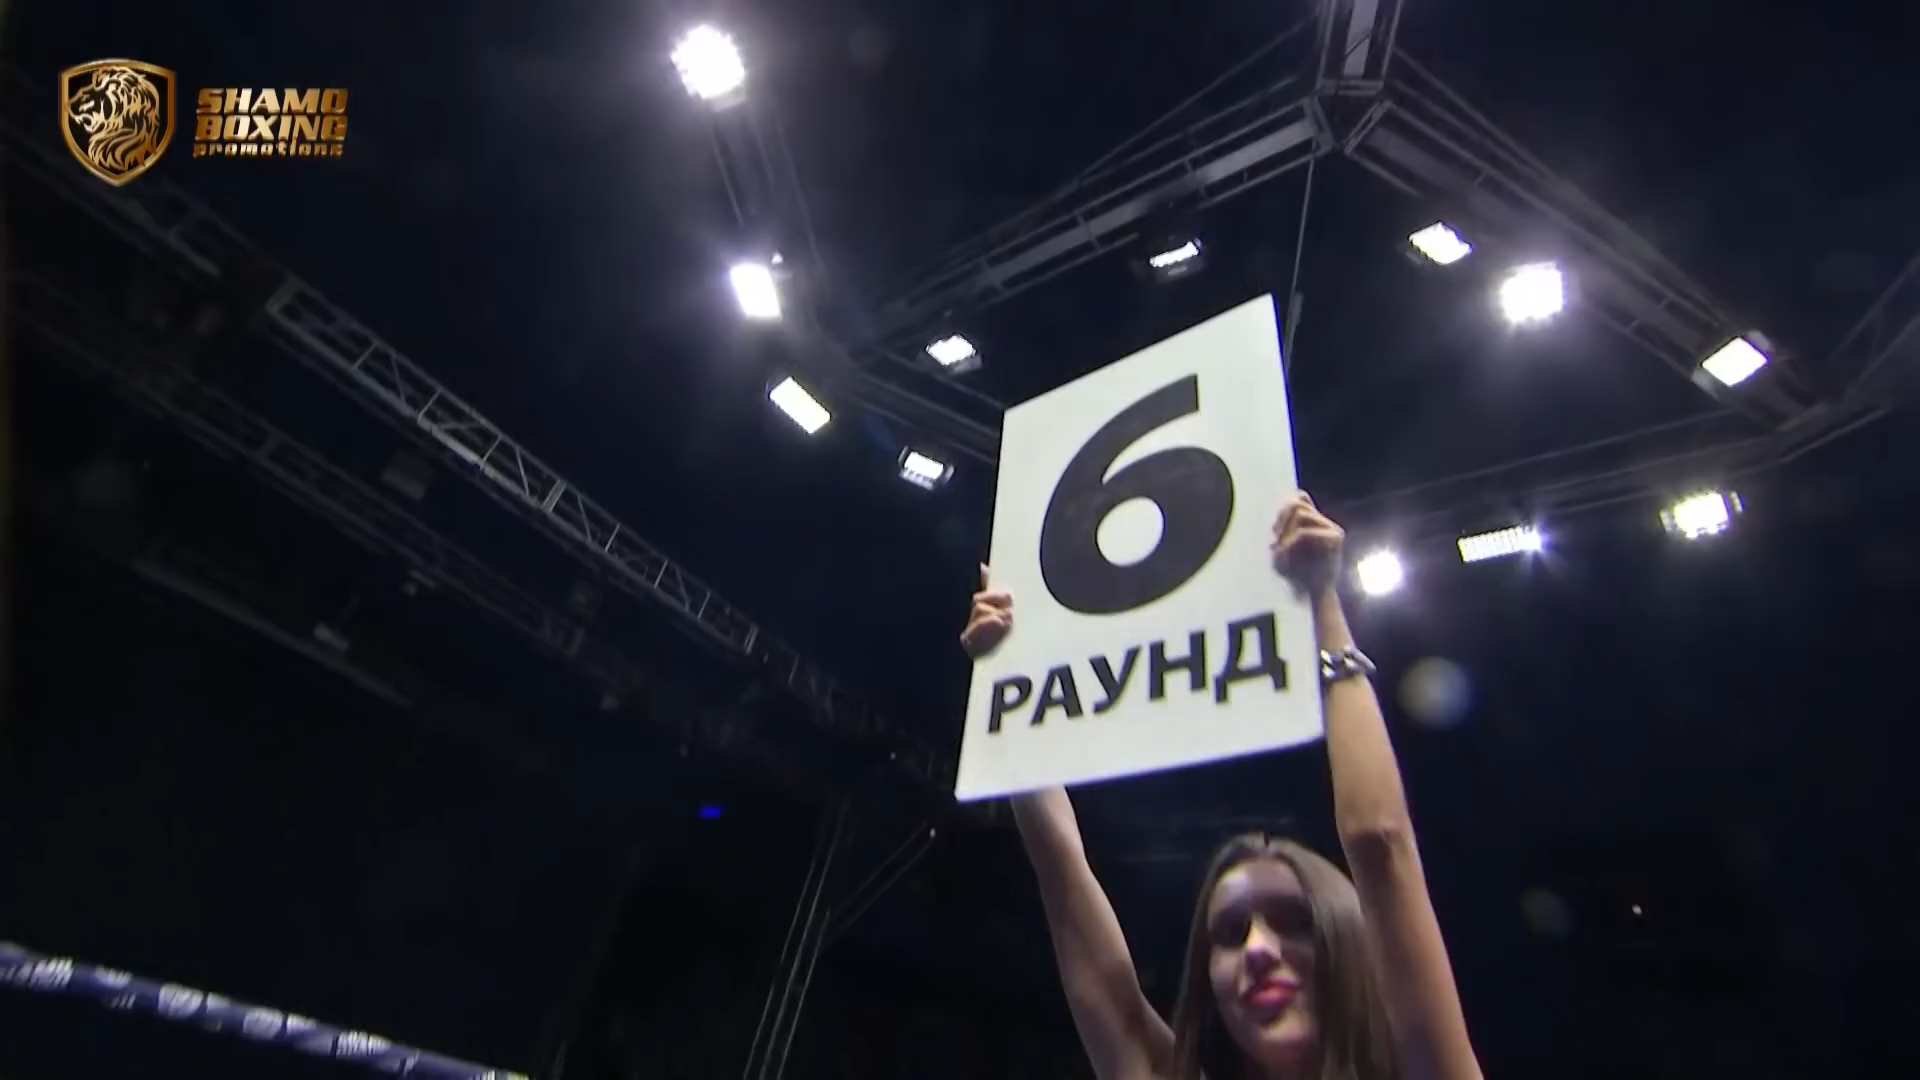 SHAMO
BOXING
promotions
6
РАУНД